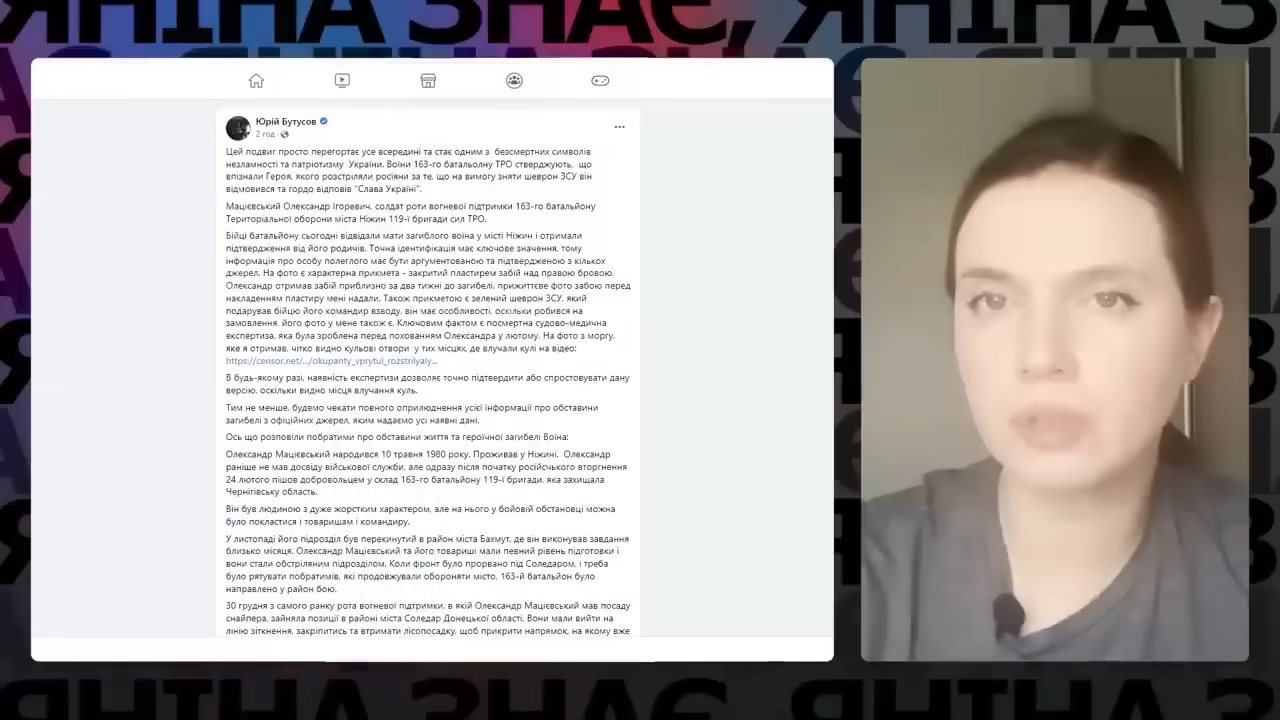 ЯНІНА ЗНАЄ, ЯНІНА З
Юрій Бутусов
2 год ·
Цей подвиг просто перегортає усе всередині та стає одним з безсмертних символів
незламності та патріотизму України. Воїни 163-го батальолну ТРО стверджують, що
впізнали Героя, якого розстріляли росіяни за те, що на вимогу зняти шеврон ЗСУ він
відмовився та гордо відповів "Слава Україні".
Мацієвський Олександр Ігоревич, солдат роти вогневої підтримки 163-го батальйону
Територіальної оборони міста Ніжин 119-ї бригади сил ТРО.
Бійці батальйону сьогодні відвідали мати загиблого воїна у місті Ніжин і отримали
підтвердження від його родичів. Точна ідентифікація має ключове значення, тому
інформація про особу полеглого має бути аргументованою та підтвердженою з кількох
джерел. На фото є характерна прикмета - закритий пластирем забій над правою бровою.
Олександр отримав забій приблизно за два тижні до загибелі, прижиттєве фото забою перед
накладенням пластиру мені надали. Також прикметою є зелений шеврон ЗСУ, який
подарував бійцю його командир взводу, він має особливості, оскільки робився на
замовлення, його фото у мене також є. Ключовим фактом є посмертна судово-медична
експертиза, яка була зроблена перед похованням Олександра у лютому. На фото з моргу,
яке я отримав, чітко видно кульові отвори у тих місцях, де влучали кулі на відео:
https://censor.net/.../okupanty_vprytul_rozstrilyaly...
В будь-якому разі, наявність експертизи дозволяє точно підтвердити або спростовувати дану
версію, оскільки видно місця влучання куль.
Тим не менше, будемо чекати повного оприлюднення усієї інформації про обставини
загибелі з офіційних джерел, яким надаємо усі наявні дані.
Ось що розповіли побратими про обставини життя та героїчної загибелі Воїна:
Олександр Мацієвський народився 10 травня 1980 року. Проживав у Ніжині. Олександр
раніше не мав досвіду військової служби, але одразу після початку російсчького вторгнення
24 лютого пішов добровольцем у склад 163-го батальйону 119-ї бригади, яка захищала
Чернігівську область.
Він був людиною з дуже жорстким характером, але на нього у бойовій обстановці можна
було покластися і товаришам і командиру.
У листопаді його підрозділ був перекинутий в район міста Бахмут, де він виконував завдання
близько місяця. Олександр Мацієвський та його товариші мали певний рівень підготовки і
вони стали обстріляним підрозділом. Коли фронт було прорвано під Соледаром, і треба
було рятувати побратимів, які продовжували обороняти місто, 163-й батальон було
направлено у район бою.
30 грудня з самого ранку рота вогневої підтримки, в якій Олександр Мацієвський мав посаду
снайпера, зайняла позиції в районі міста Соледар Донецької області. Вони мали вийти на
лінію зіткнення, закріпитись та втримати лісопосадку, щоб прикрити напрямок, на якому вже
ЯНІНА ЗНАЄ, ЯНІНА З